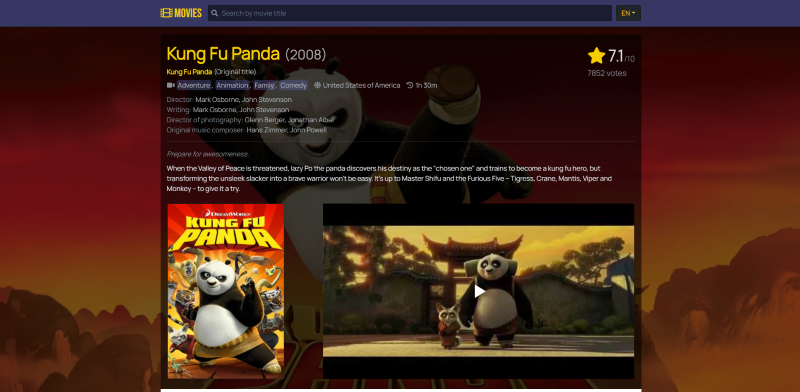 MOVIES
Search by movie title
EN
Kung Fu Panda (2008)
7.1/10
7852 votes
Kung Fu Panda (Original title)
Adventure, Animation, Family, Comedy United States of America 1h 30m
Director: Mark Osborne, John Stevenson
Writing: Mark Osborne, John Stevenson
Director of photography: Glenn Berger, Jonathan Aibel
Original music composer: Hans Zimmer, John Powell
Prepare for awesomeness.
When the Valley of Peace is threatened, lazy Po the panda discovers his destiny as the "chosen one" and trains to become a kung fu hero, but
transforming the unsleek slacker into a brave warrior won't be easy. It's up to Master Shifu and the Furious Five – Tigress, Crane, Mantis, Viper and
Monkey – to give it a try.
DREAMWORKS
KUNG FU
PANDA